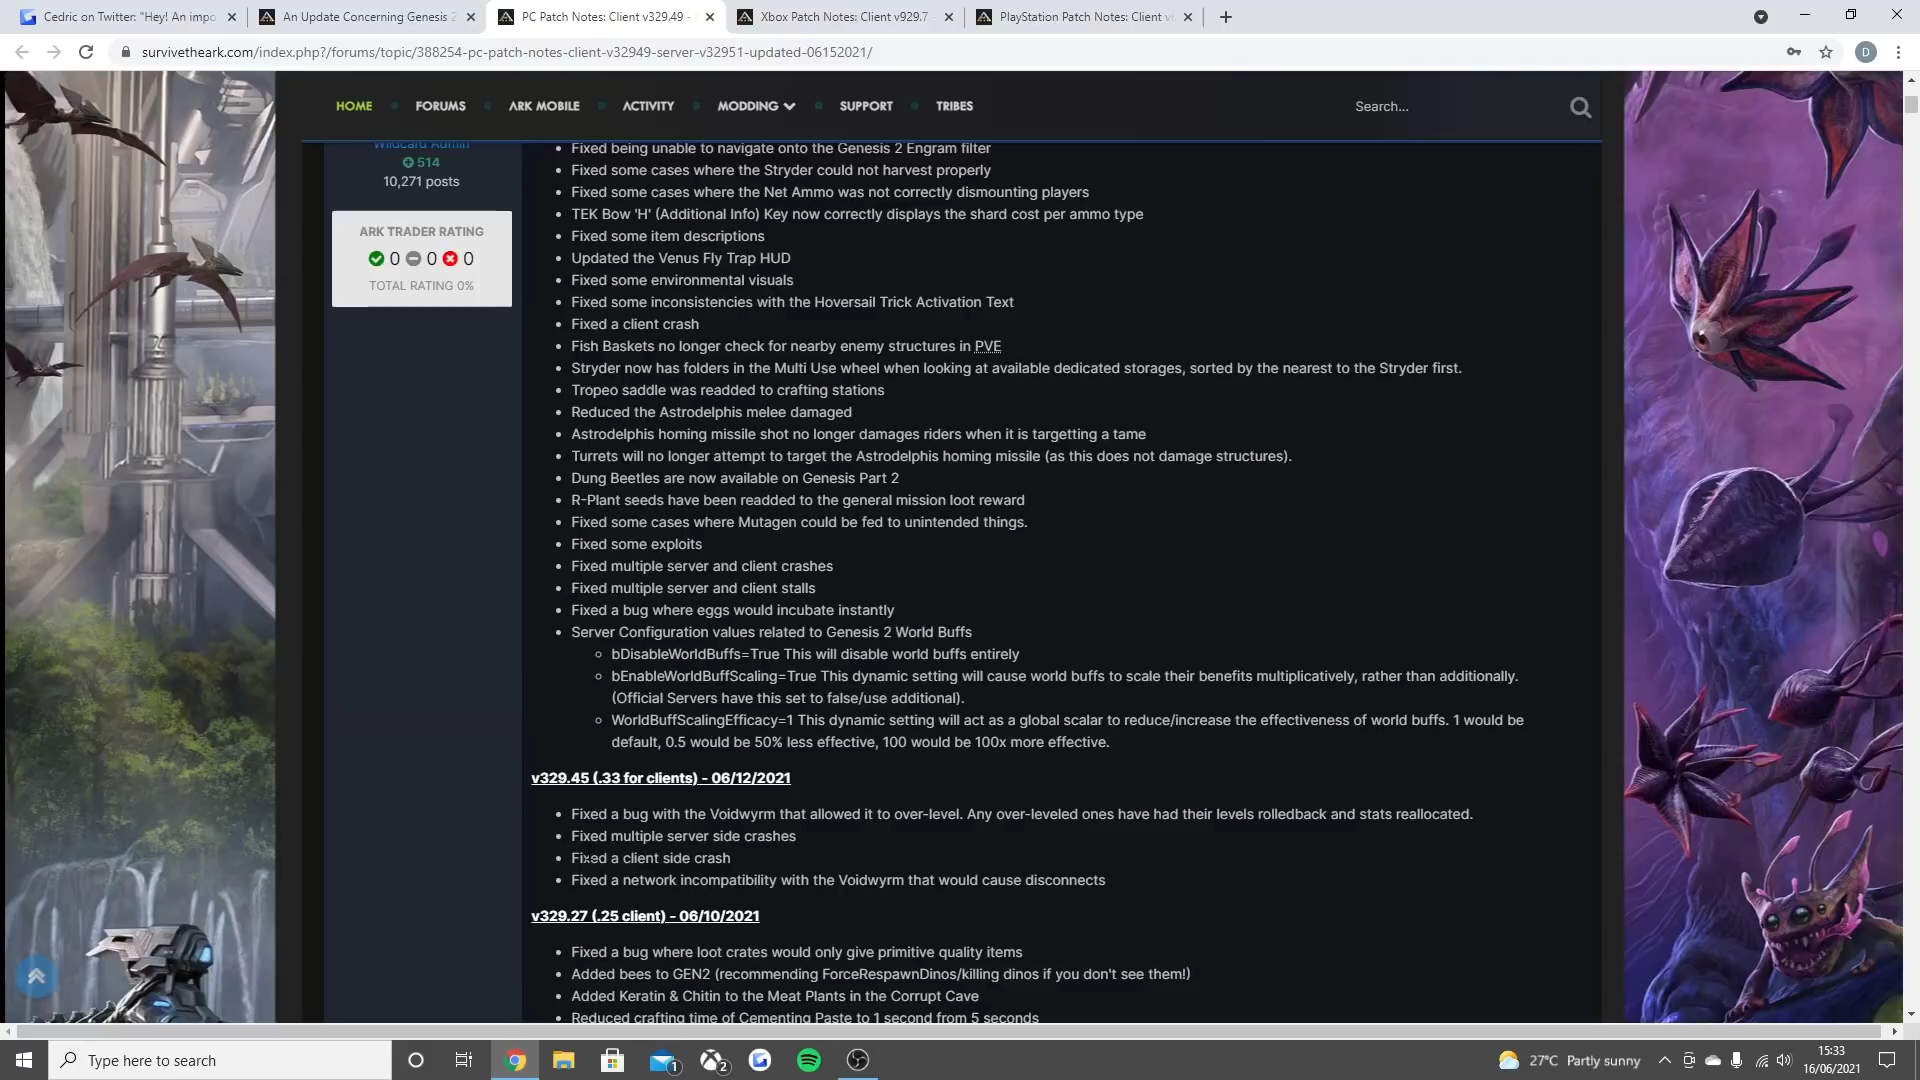 Cedric on Twitter: "Hey! An impo
An Update Concerning Genesis 2
PC Patch Notes: Client v329.49 -
Xbox Patch Notes: Client v929.7
PlayStation Patch Notes: Client v
survivetheark.com/index.php?/forums/topic/388254-pc-patch-notes-client-v32949-server-v32951-updated-06152021/
D
HOME
FORUMS
ARK MOBILE
ACTIVITY
MODDING
SUPPORT
TRIBES
Search...
Wildcard Admin
514
10,271 posts
ARK TRADER RATING
0 0 0
TOTAL RATING 0%
Fixed being unable to navigate onto the Genesis 2 Engram filter
Fixed some cases where the Stryder could not harvest properly
Fixed some cases where the Net Ammo was not correctly dismounting players
TEK Bow 'H' (Additional Info) Key now correctly displays the shard cost per ammo type
Fixed some item descriptions
Updated the Venus Fly Trap HUD
Fixed some environmental visuals
Fixed some inconsistencies with the Hoversail Trick Activation Text
Fixed a client crash
Fish Baskets no longer check for nearby enemy structures in PVE
Stryder now has folders in the Multi Use wheel when looking at available dedicated storages, sorted by the nearest to the Stryder first.
Tropeo saddle was readded to crafting stations
Reduced the Astrodelphis melee damaged
Astrodelphis homing missile shot no longer damages riders when it is targetting a tame
Turrets will no longer attempt to target the Astrodelphis homing missile (as this does not damage structures).
Dung Beetles are now available on Genesis Part 2
R-Plant seeds have been readded to the general mission loot reward
Fixed some cases where Mutagen could be fed to unintended things.
Fixed some exploits
Fixed multiple server and client crashes
Fixed multiple server and client stalls
Fixed a bug where eggs would incubate instantly
Server Configuration values related to Genesis 2 World Buffs
bDisableWorldBuffs=True This will disable world buffs entirely
bEnableWorldBuffScaling=True This dynamic setting will cause world buffs to scale their benefits multiplicatively, rather than additionally.
(Official Servers have this set to false/use additional).
WorldBuffScalingEfficacy=1 This dynamic setting will act as a global scalar to reduce/increase the effectiveness of world buffs. 1 would be
default, 0.5 would be 50% less effective, 100 would be 100x more effective.
v329.45 (.33 for clients) - 06/12/2021
Fixed a bug with the Voidwyrm that allowed it to over-level. Any over-leveled ones have had their levels rolledback and stats reallocated.
Fixed multiple server side crashes
Fixed a client side crash
Fixed a network incompatibility with the Voidwyrm that would cause disconnects
v329.27 (.25 client) - 06/10/2021
Fixed a bug where loot crates would only give primitive quality items
Added bees to GEN2 (recommending ForceRespawnDinos/killing dinos if you don't see them!)
Added Keratin & Chitin to the Meat Plants in the Corrupt Cave
Reduced crafting time of Cementing Paste to 1 second from 5 seconds
Type here to search
1
2
27°C Partly sunny
15:33
16/06/2021